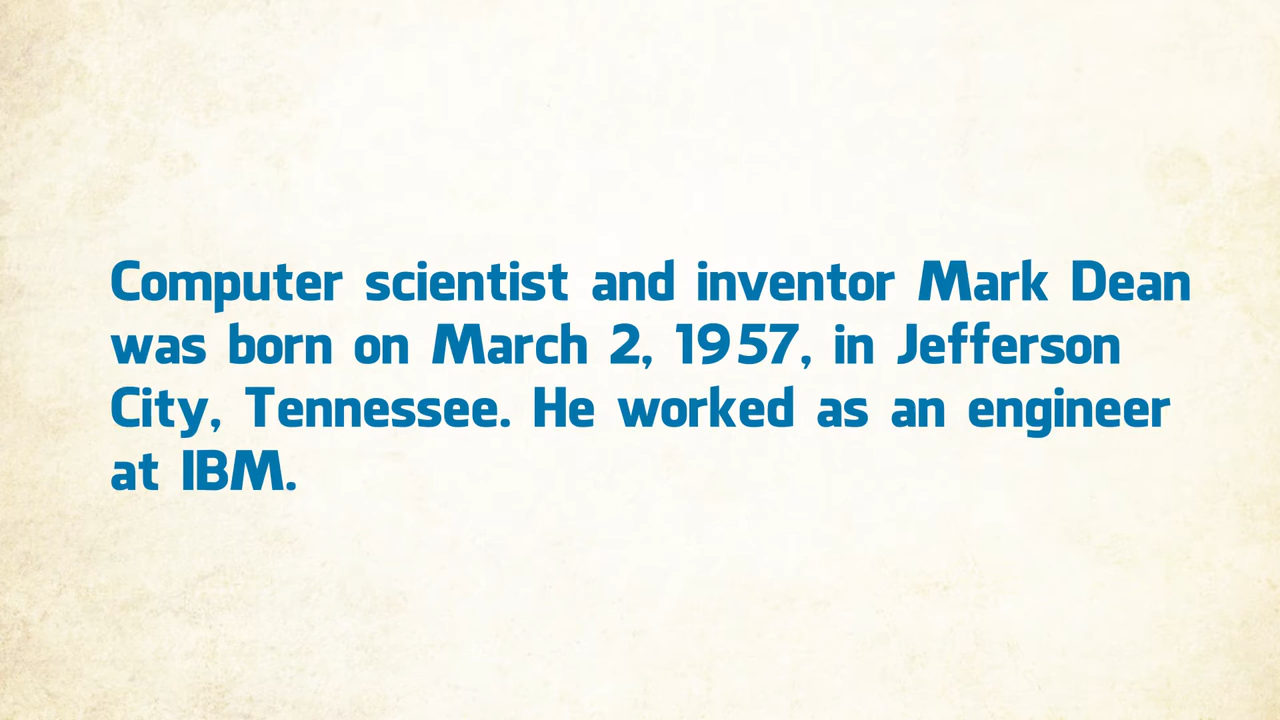 Computer scientist and inventor Mark Dean
was born on March 2, 1957, in Jefferson
City, Tennessee. He worked as an engineer
at IBM.